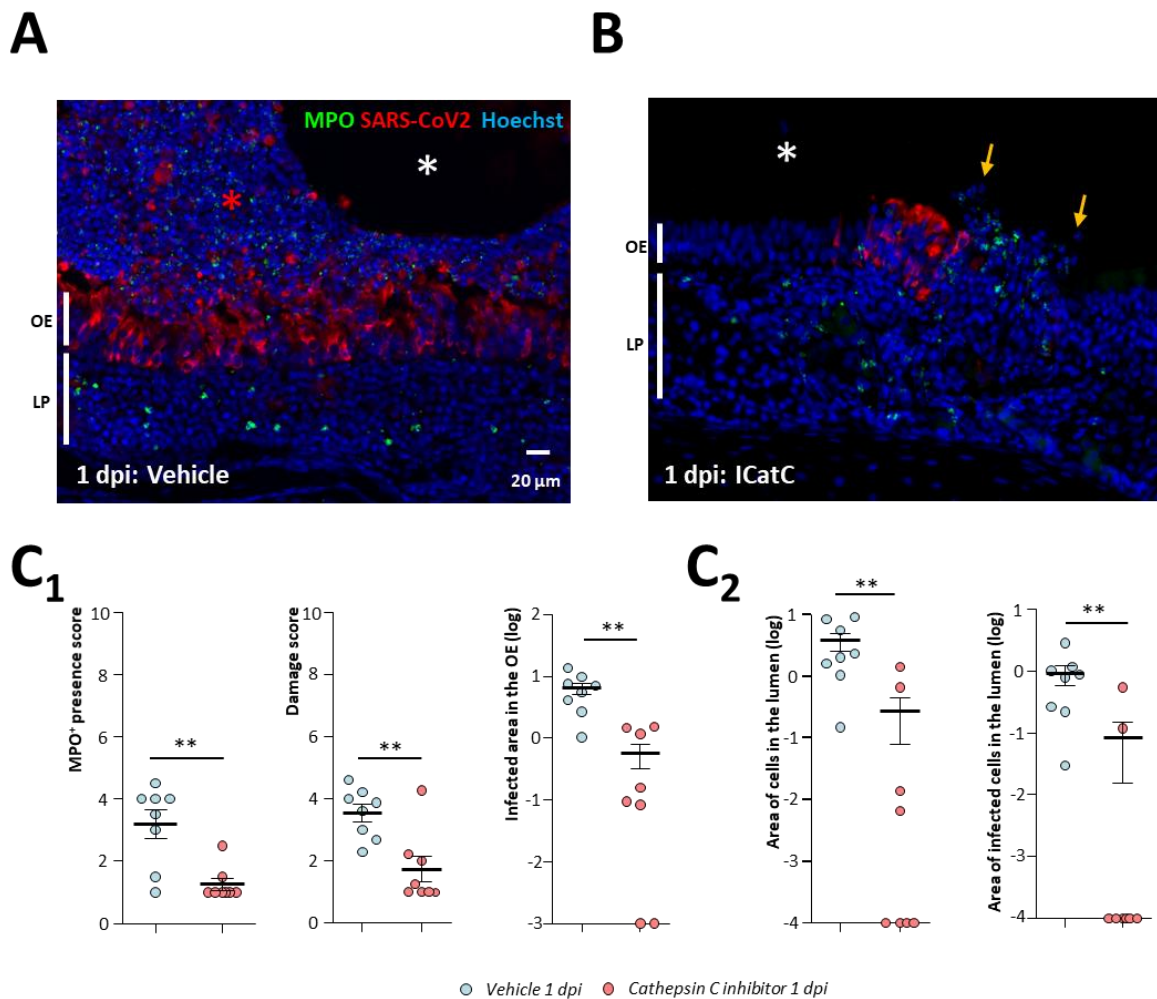 A
B
MPO SARS-CoV2 Hoechst
*
*
*
OE
LP
1 dpi: Vehicle
20 µm
OE
LP
1 dpi: ICatC
C1
C2
MPO+ presence score
10
8
6
4
2
0
**
Damage score
10
8
6
4
2
0
**
Infected area in the OE (log)
2
1
0
-1
-2
-3
**
Area of cells in the lumen (log)
1
0
-1
-2
-3
-4
**
Area of infected cells in the lumen (log)
1
0
-1
-2
-3
-4
**
Vehicle 1 dpi
Cathepsin C inhibitor 1 dpi